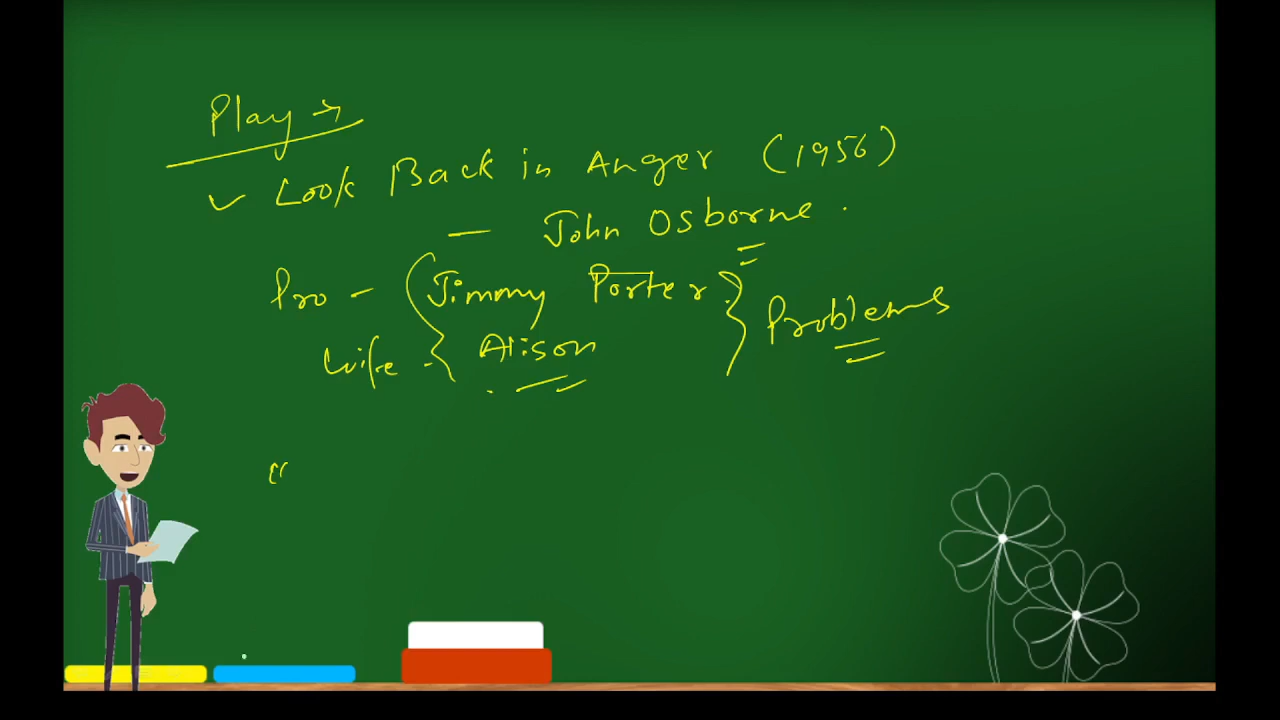 Play →
✓ Look Back in Anger (1956)
— John Osborne.
Pro - (Jimmy Porter.
Wife - { Alison } Problems
"